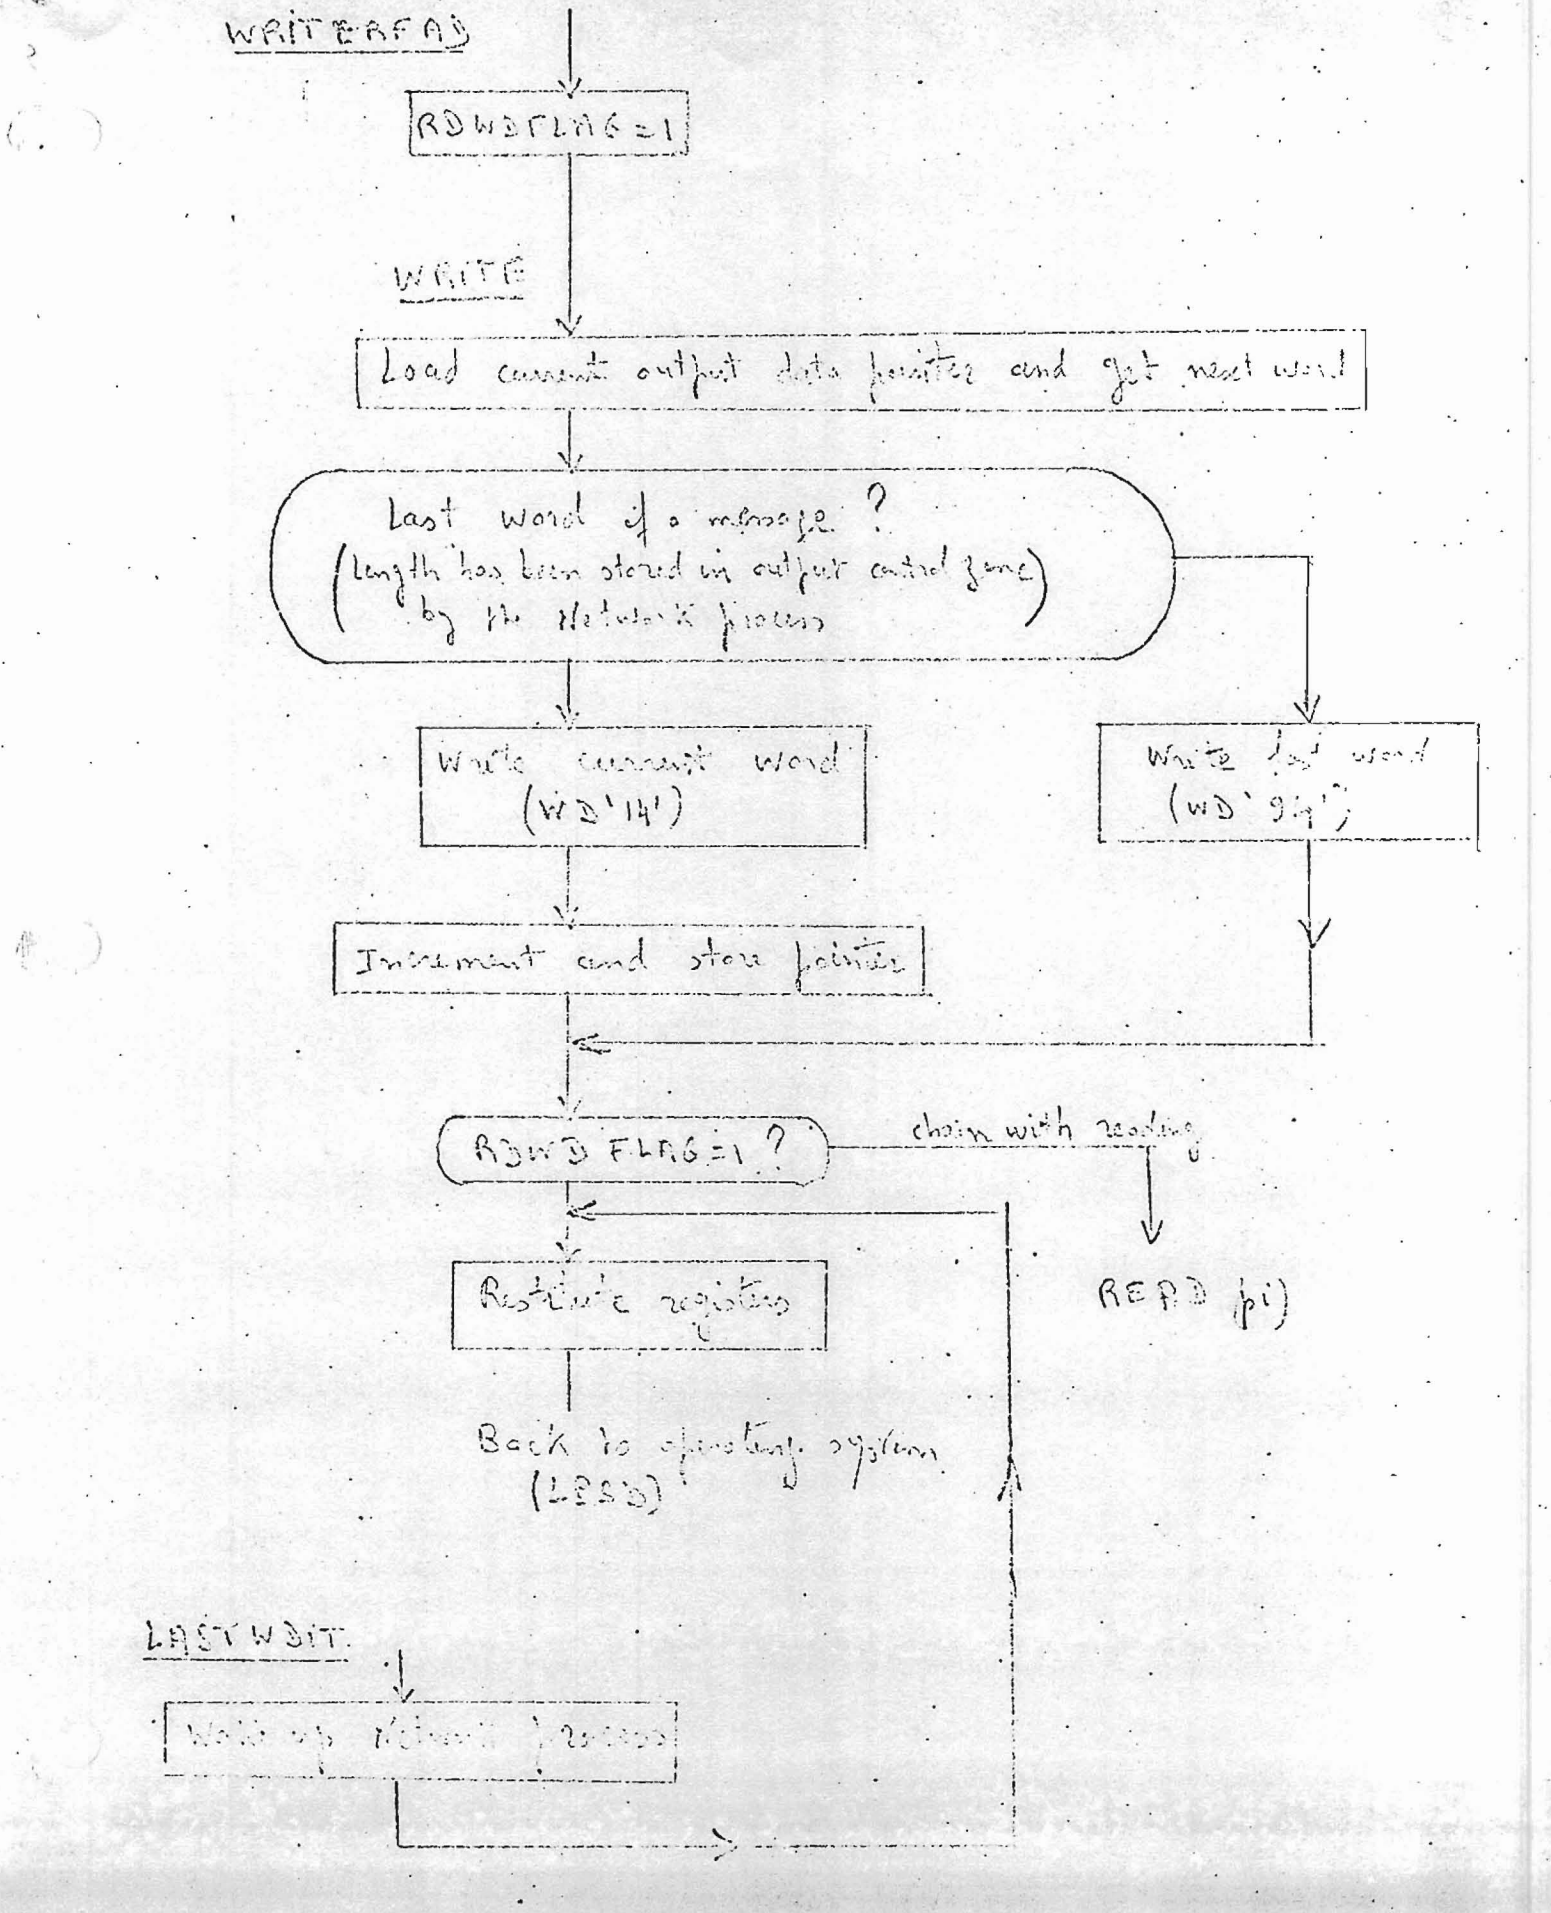 WRITEREAD
RDWDFLAG=1
WRITE
Load current output data pointer and get next word
Last word of a message ?
(length has been stored in output control zone)
by the Network process
Write current word
(WD'14')
Write last word
(WD'94')
Increment and store pointer
RDWD FLAG=1 ?
chain with reading
Restitute registers
READ (pi)
Back to operating system
(LPSD)
LASTWDIT
Wake up Network process